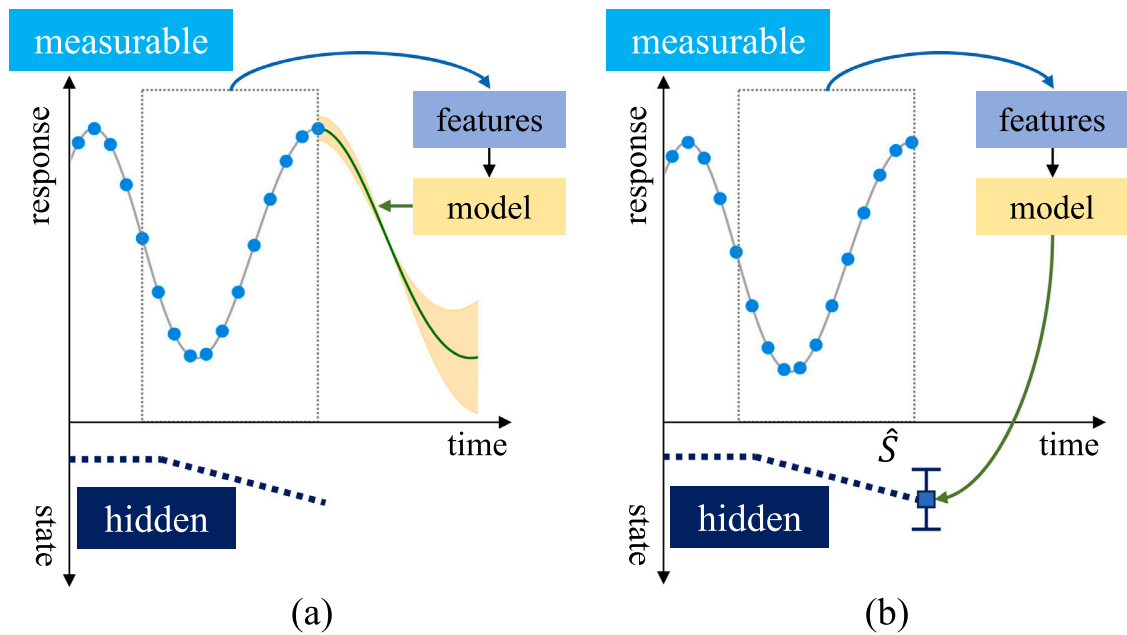 measurable
response
features
model
time
hidden
state
(a)
measurable
response
features
model
Ŝ
time
hidden
state
(b)